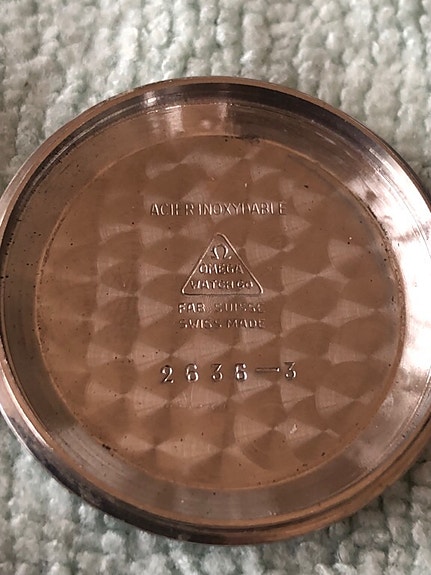 ACIER INOXYDABLE
Ω
OMEGA
WATCH Co
FAB. SUISSE
SWISS MADE
2636-3